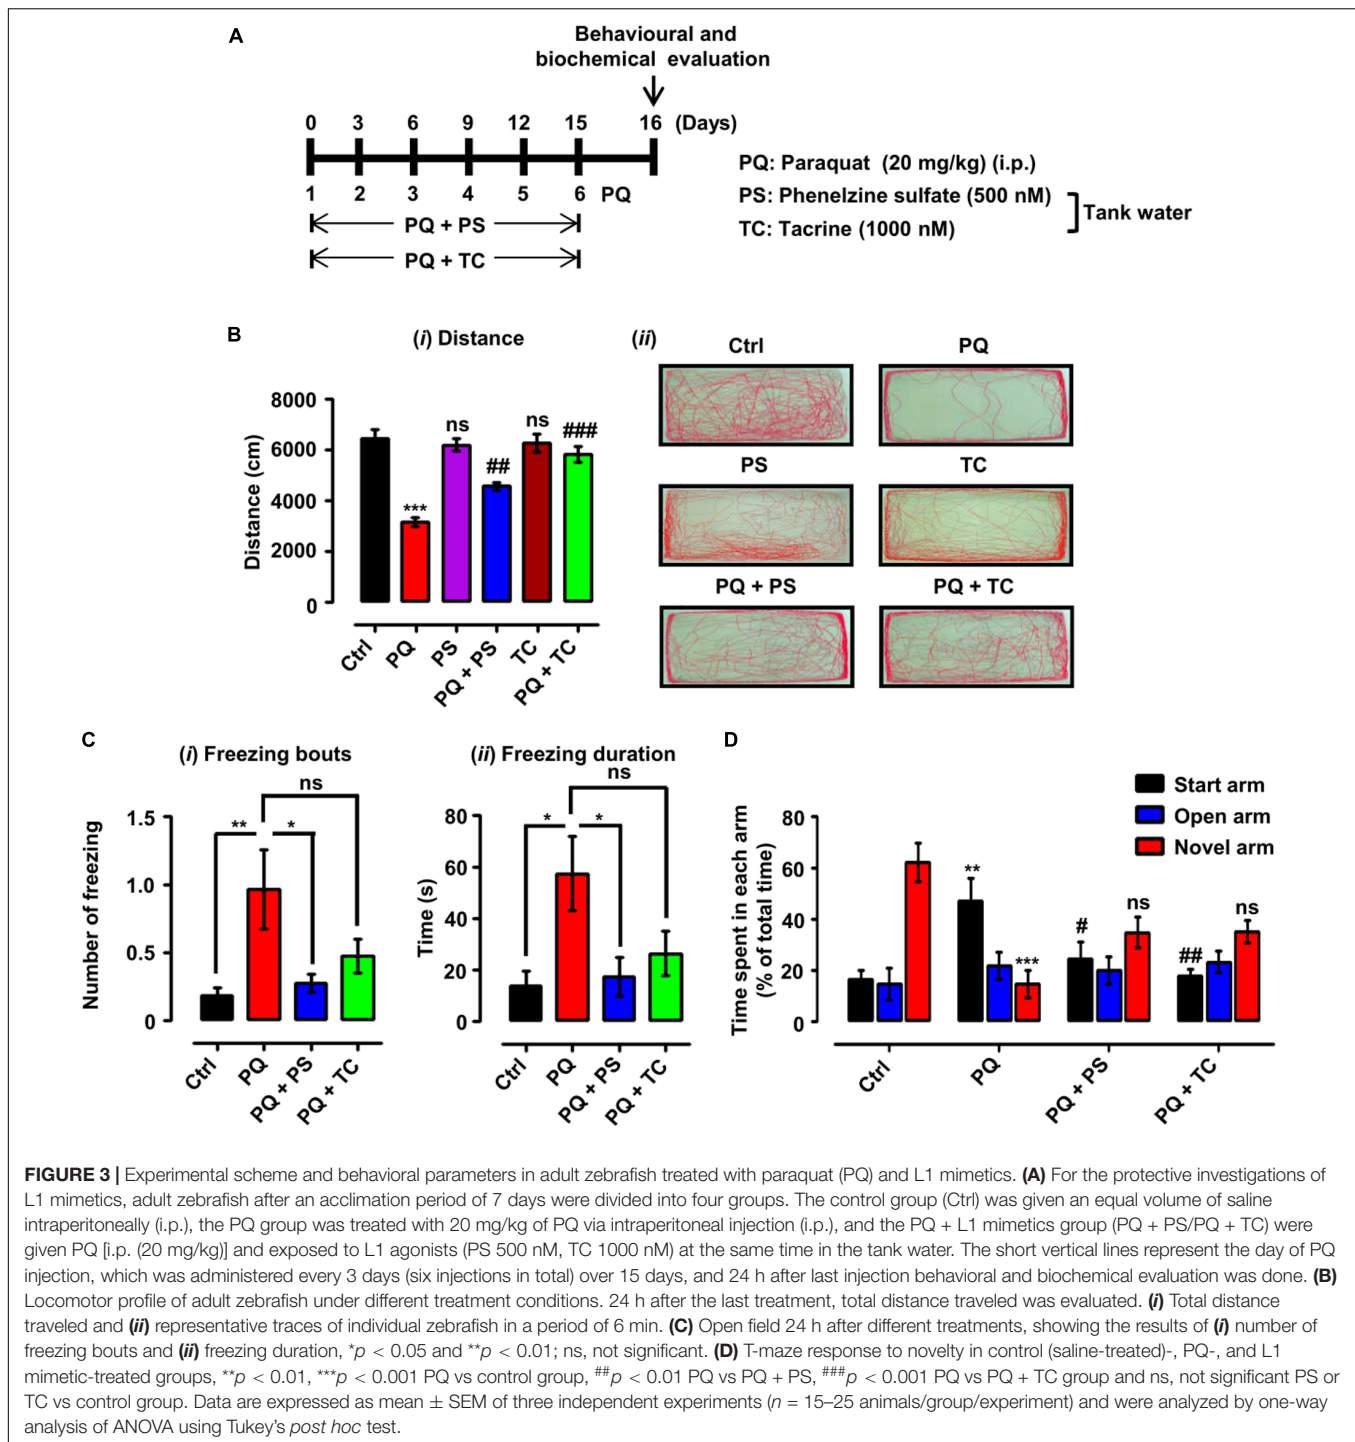 A
Behavioural and
biochemical evaluation
0 3 6 9 12 15 16 (Days)
1 2 3 4 5 6 PQ
PQ + PS
PQ + TC
PQ: Paraquat (20 mg/kg) (i.p.)
PS: Phenelzine sulfate (500 nM)
TC: Tacrine (1000 nM)
Tank water
B
(i) Distance
Distance (cm)
8000
6000
4000
2000
0
***
ns
##
ns
###
Ctrl
PQ
PS
PQ + PS
TC
PQ + TC
(ii)
Ctrl PQ
PS TC
PQ + PS PQ + TC
C
(i) Freezing bouts
Number of freezing
1.5
1.0
0.5
0
ns
** *
Ctrl
PQ
PQ + PS
PQ + TC
(ii) Freezing duration
Time (s)
80
60
40
20
0
ns
* *
Ctrl
PQ
PQ + PS
PQ + TC
D
Start arm
Open arm
Novel arm
Time spent in each arm
(% of total time)
80
60
40
20
0
**
***
#
ns
##
ns
Ctrl
PQ
PQ + PS
PQ + TC
FIGURE 3 | Experimental scheme and behavioral parameters in adult zebrafish treated with paraquat (PQ) and L1 mimetics. (A) For the protective investigations of
L1 mimetics, adult zebrafish after an acclimation period of 7 days were divided into four groups. The control group (Ctrl) was given an equal volume of saline
intraperitoneally (i.p.), the PQ group was treated with 20 mg/kg of PQ via intraperitoneal injection (i.p.), and the PQ + L1 mimetics group (PQ + PS/PQ + TC) were
given PQ [i.p. (20 mg/kg)] and exposed to L1 agonists (PS 500 nM, TC 1000 nM) at the same time in the tank water. The short vertical lines represent the day of PQ
injection, which was administered every 3 days (six injections in total) over 15 days, and 24 h after last injection behavioral and biochemical evaluation was done. (B)
Locomotor profile of adult zebrafish under different treatment conditions. 24 h after the last treatment, total distance traveled was evaluated. (i) Total distance
traveled and (ii) representative traces of individual zebrafish in a period of 6 min. (C) Open field 24 h after different treatments, showing the results of (i) number of
freezing bouts and (ii) freezing duration, *p < 0.05 and **p < 0.01; ns, not significant. (D) T-maze response to novelty in control (saline-treated)-, PQ-, and L1
mimetic-treated groups, **p < 0.01, ***p < 0.001 PQ vs control group, ##p < 0.01 PQ vs PQ + PS, ###p < 0.001 PQ vs PQ + TC group and ns, not significant PS or
TC vs control group. Data are expressed as mean ± SEM of three independent experiments (n = 15–25 animals/group/experiment) and were analyzed by one-way
analysis of ANOVA using Tukey's post hoc test.